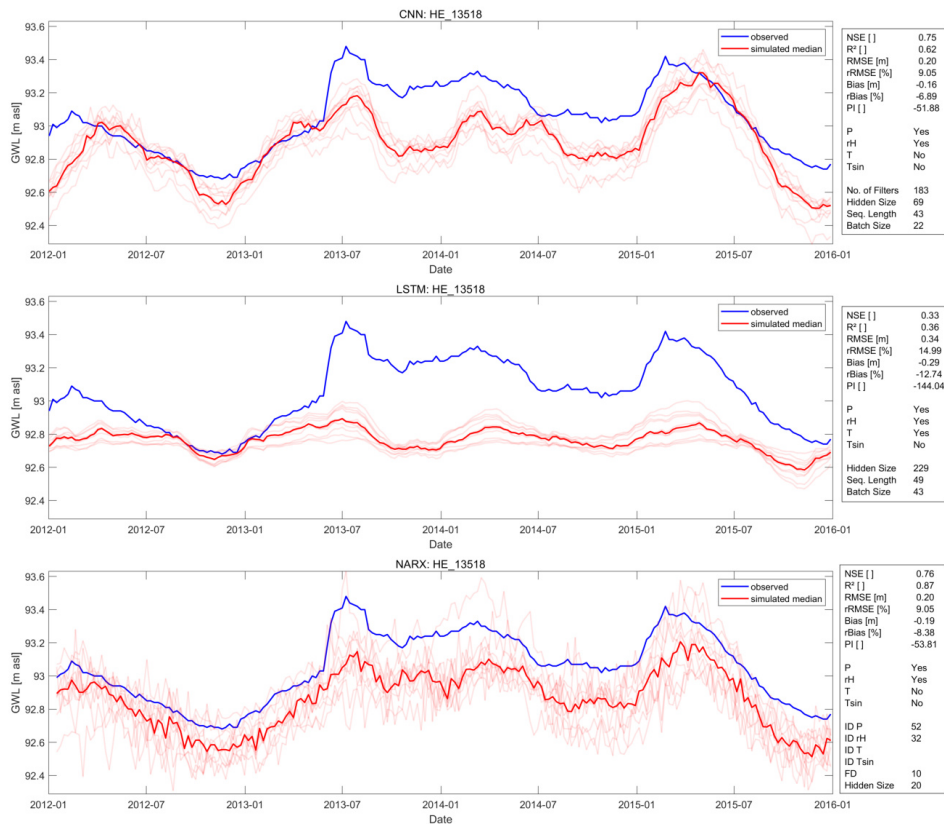 CNN: HE_13518
93.6
93.4
93.2
93
92.8
92.6
92.4
GWL [m asl]
observed
simulated median
2012-01 2012-07 2013-01 2013-07 2014-01 2014-07 2015-01 2015-07 2016-01
Date
NSE [ ] 0.75
R² [ ] 0.62
RMSE [m] 0.20
rRMSE [%] 9.05
Bias [m] -0.16
rBias [%] -6.89
PI [ ] -51.88
P Yes
rH Yes
T No
Tsin No
No. of Filters 183
Hidden Size 69
Seq. Length 43
Batch Size 22
LSTM: HE_13518
93.6
93.4
93.2
93
92.8
92.6
92.4
GWL [m asl]
observed
simulated median
2012-01 2012-07 2013-01 2013-07 2014-01 2014-07 2015-01 2015-07 2016-01
Date
NSE [ ] 0.33
R² [ ] 0.36
RMSE [m] 0.34
rRMSE [%] 14.99
Bias [m] -0.29
rBias [%] -12.74
PI [ ] -144.04
P Yes
rH Yes
T Yes
Tsin No
Hidden Size 229
Seq. Length 49
Batch Size 43
NARX: HE_13518
93.6
93.4
93.2
93
92.8
92.6
92.4
GWL [m asl]
observed
simulated median
2012-01 2012-07 2013-01 2013-07 2014-01 2014-07 2015-01 2015-07 2016-01
Date
NSE [ ] 0.76
R² [ ] 0.87
RMSE [m] 0.20
rRMSE [%] 9.05
Bias [m] -0.19
rBias [%] -8.38
PI [ ] -53.81
P Yes
rH Yes
T No
Tsin No
ID P 52
ID rH 32
ID T
ID Tsin
FD 10
Hidden Size 20